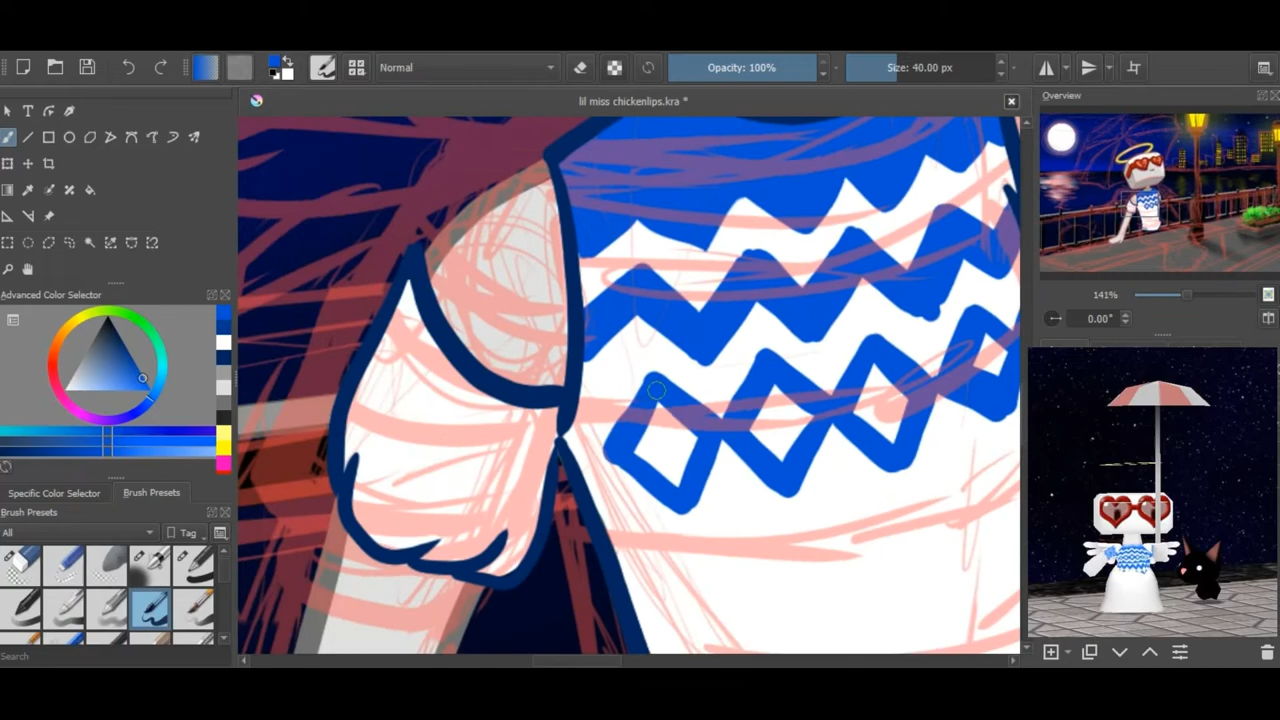 Normal
Opacity: 100%
Size: 40.00 px
lil miss chickenlips.kra *
Overview
141%
0.00°
Advanced Color Selector
Specific Color Selector
Brush Presets
Brush Presets
All
Tag
Search